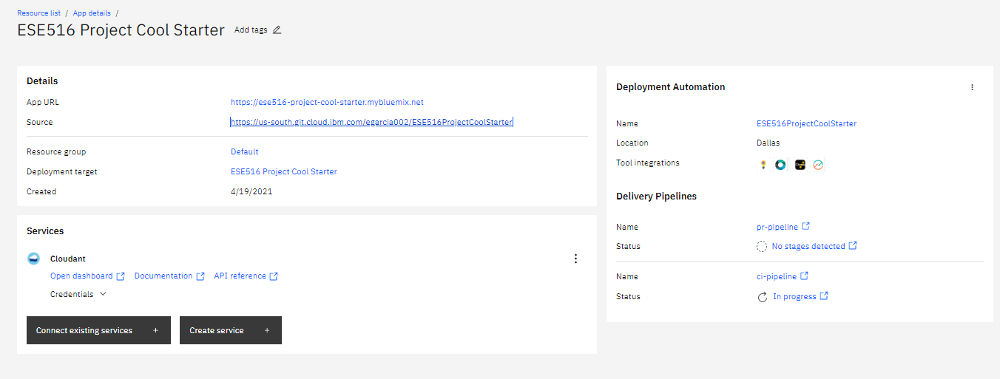 Resource list / App details /
ESE516 Project Cool Starter Add tags
Details
App URL https://ese516-project-cool-starter.mybluemix.net
Source https://us-south.git.cloud.ibm.com/egarcia002/ESE516ProjectCoolStarter
Resource group Default
Deployment target ESE516 Project Cool Starter
Created 4/19/2021
Services
Cloudant
Open dashboard Documentation API reference
Credentials
Connect existing services + Create service +
Deployment Automation
Name ESE516ProjectCoolStarter
Location Dallas
Tool integrations
Delivery Pipelines
Name pr-pipeline
Status No stages detected
Name ci-pipeline
Status In progress